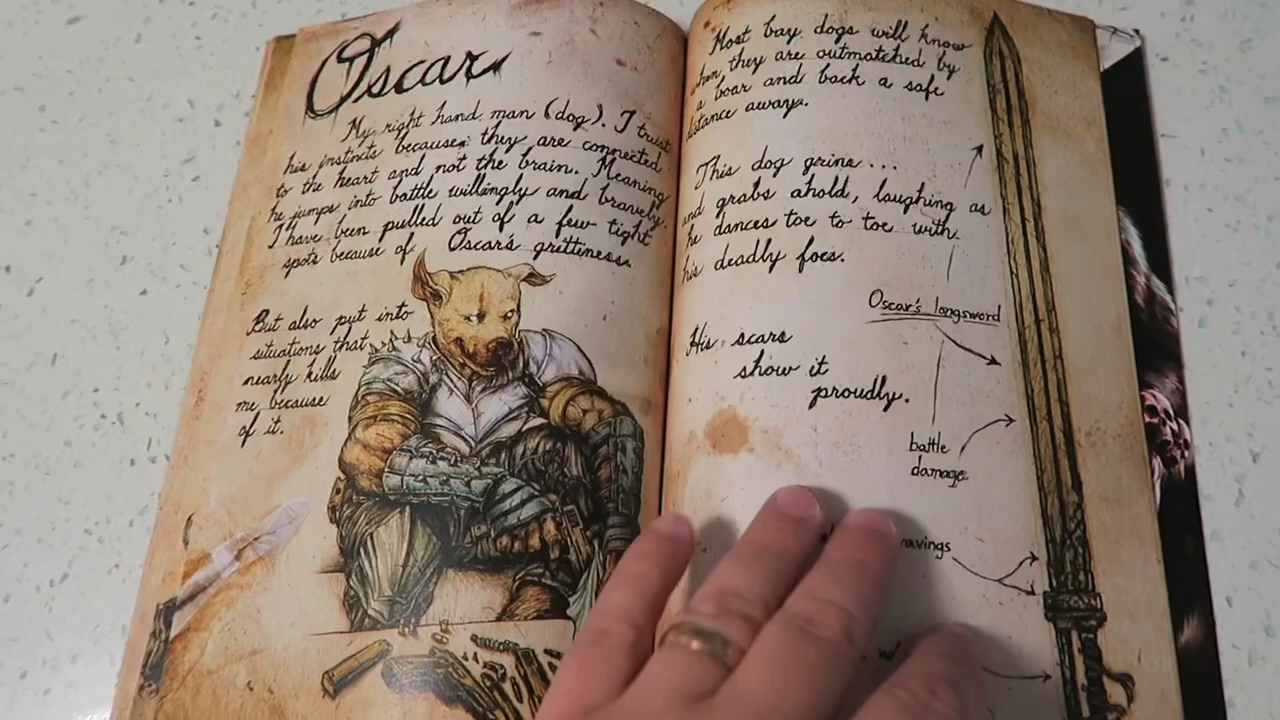 Oscar
My right hand man (dog). I trust
his instincts because they are connected
to the heart and not the brain. Meaning
he jumps into battle willingly and bravely.
I have been pulled out of a few tight
spots because of Oscar's grittiness.
But also put into
situations that
nearly kills
me because
of it.
Most bay dogs will know
when they are outmatched by
a boar and back a safe
distance away.
This dog grins...
and grabs ahold, laughing as
he dances toe to toe with
his deadly foes.
Oscar's longsword
His scars
show it
proudly.
battle
damage